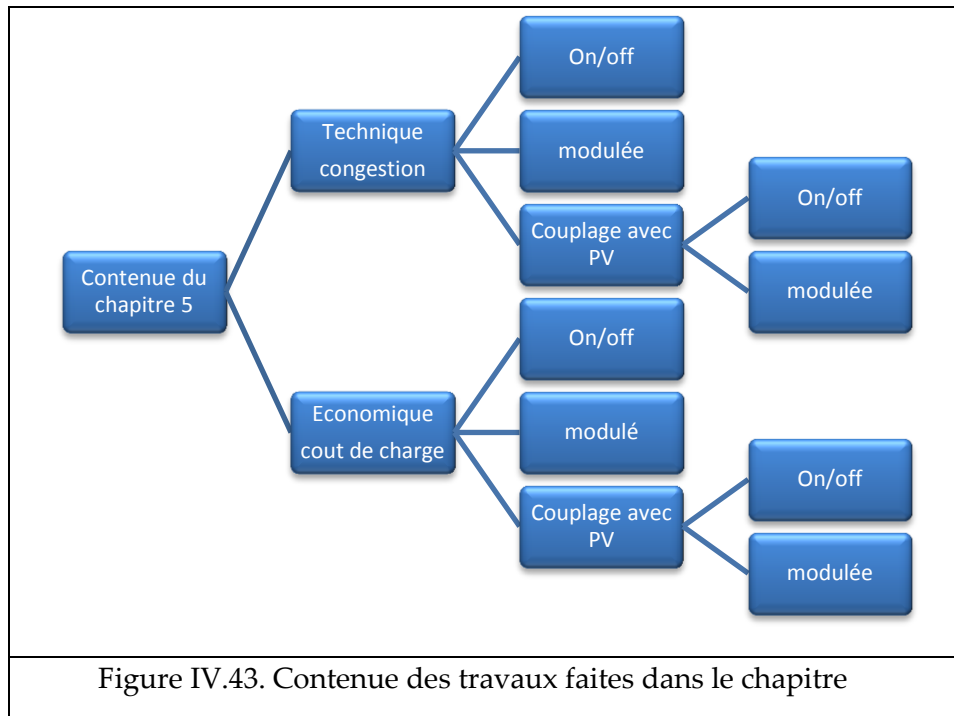 Contenue du
chapitre 5
Technique
congestion
On/off
modulée
Couplage avec
PV
On/off
modulée
Economique
cout de charge
On/off
modulé
Couplage avec
PV
On/off
modulée
Figure IV.43. Contenue des travaux faites dans le chapitre